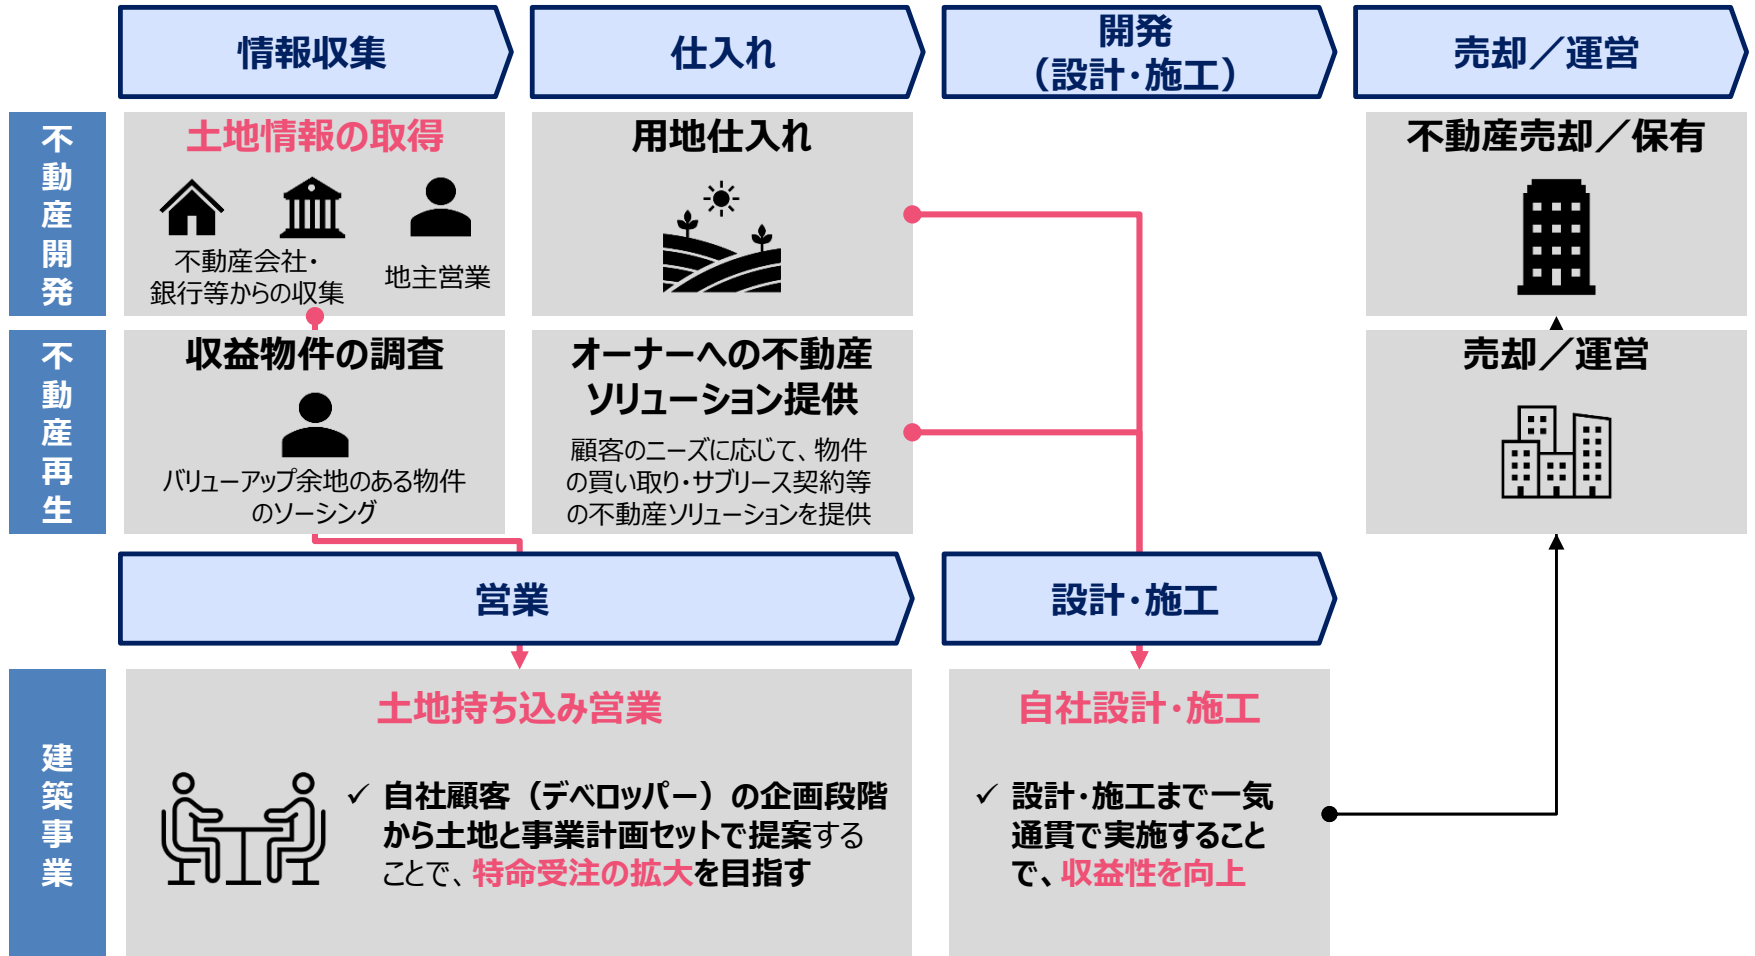 情報収集
仕入れ
開発
（設計・施工）
売却／運営
不動産開発
土地情報の取得
不動産会社・
銀行等からの収集
地主営業
用地仕入れ
不動産売却／保有
不動産再生
収益物件の調査
バリューアップ余地のある物件
のソーシング
オーナーへの不動産
ソリューション提供
顧客のニーズに応じて、物件
の買い取り・サブリース契約等
の不動産ソリューションを提供
売却／運営
営業
設計・施工
建築事業
土地持ち込み営業
✓ 自社顧客（デベロッパー）の企画段階
から土地と事業計画セットで提案する
ことで、特命受注の拡大を目指す
自社設計・施工
✓ 設計・施工まで一気
通貫で実施すること
で、収益性を向上